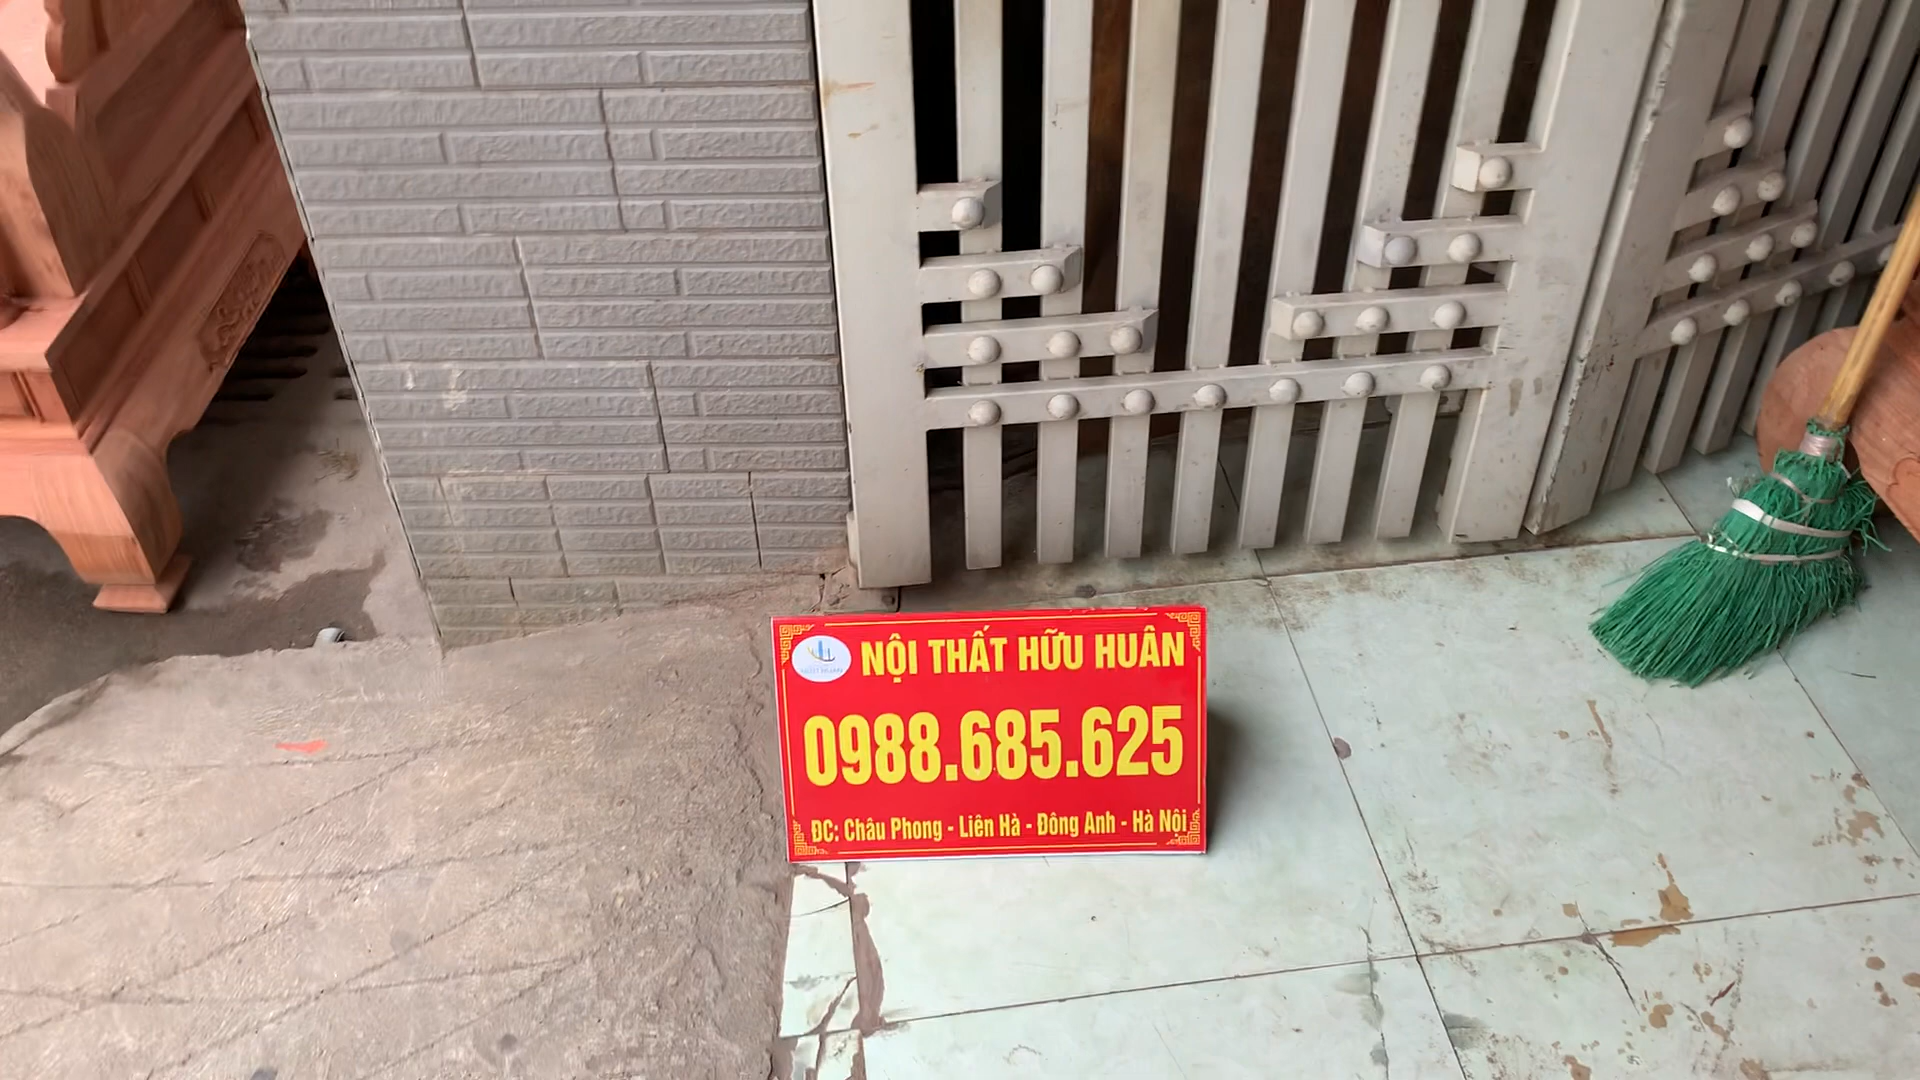 NỘI THẤT HỮU HUÂN
0988.685.625
ĐC: Châu Phong - Liên Hà - Đông Anh - Hà Nội